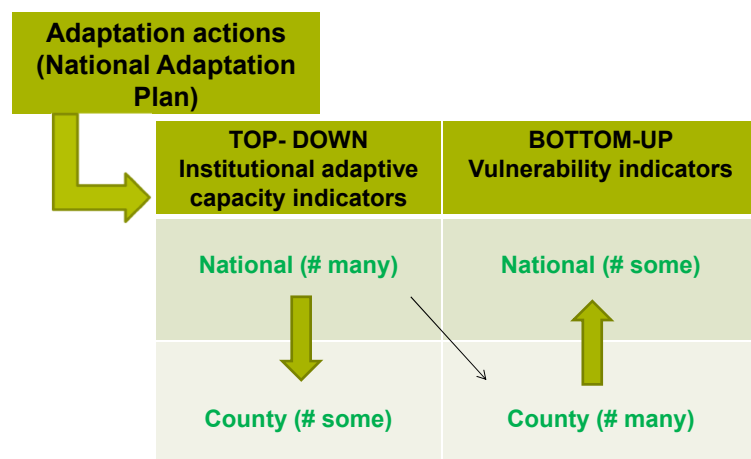 Adaptation actions
(National Adaptation
Plan)
TOP- DOWN
Institutional adaptive
capacity indicators
BOTTOM-UP
Vulnerability indicators
National (# many)
National (# some)
County (# some)
County (# many)